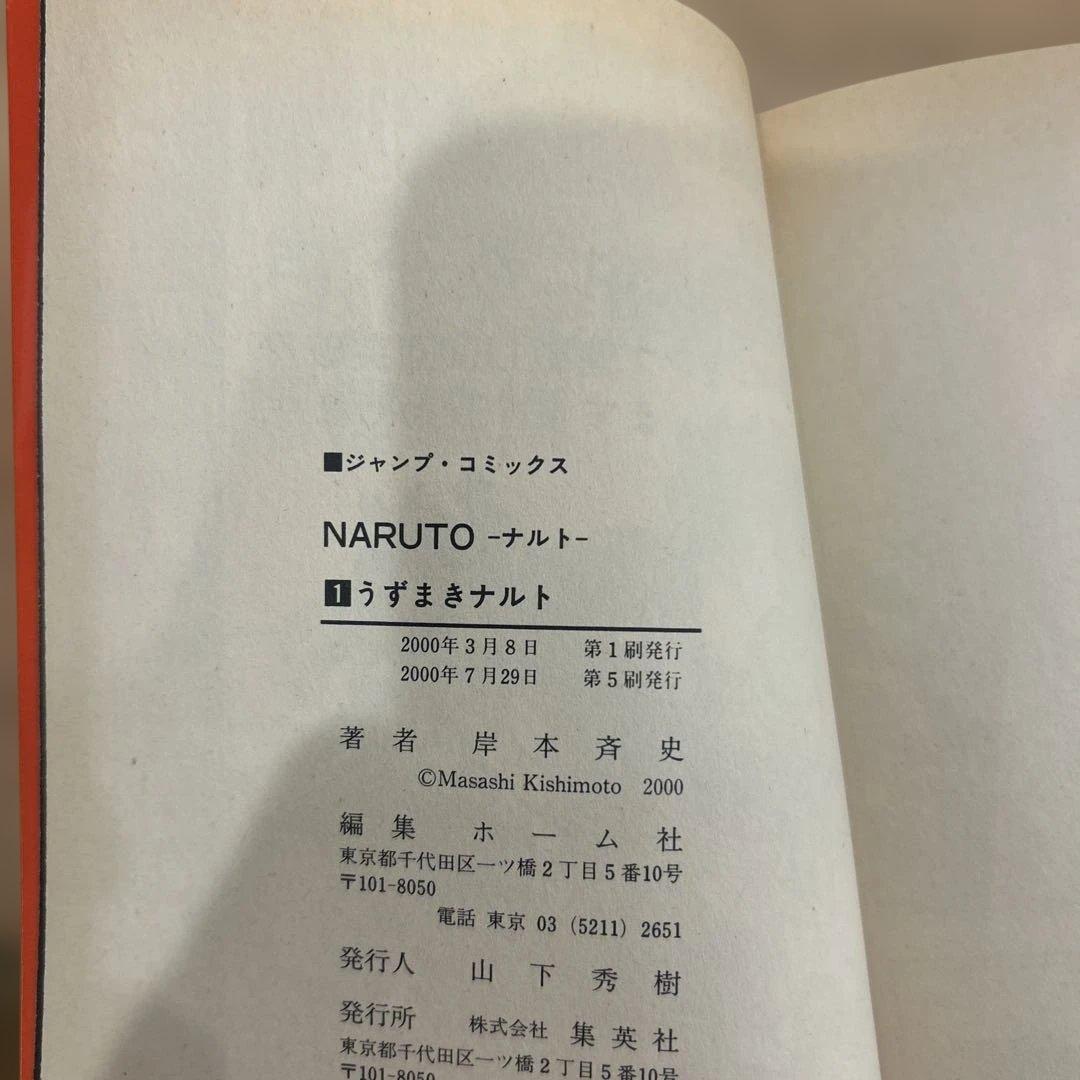 ■ジャンプ・コミックス
NARUTO -ナルト-
1うずまきナルト
2000年3月8日 第1刷発行
2000年7月29日 第5刷発行
著者 岸本斉史
©Masashi Kishimoto 2000
編集 ホーム社
東京都千代田区一ツ橋2丁目5番10号
〒101-8050
電話 東京 03 (5211) 2651
発行人 山下秀樹
発行所 株式会社 集英社
東京都千代田区一ツ橋2丁目5番10号
〒101-8050